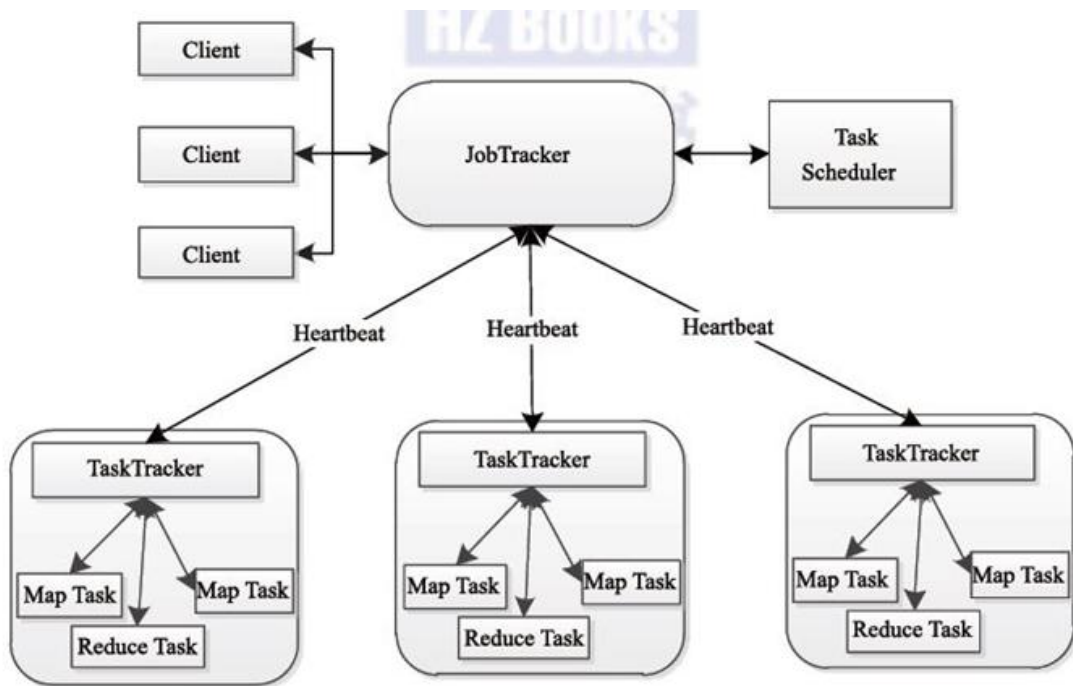 HZ BOOKS
Client
Client
Client
JobTracker
Task
Scheduler
Heartbeat
Heartbeat
Heartbeat
TaskTracker
Map Task
Map Task
Reduce Task
TaskTracker
Map Task
Map Task
Reduce Task
TaskTracker
Map Task
Map Task
Reduce Task